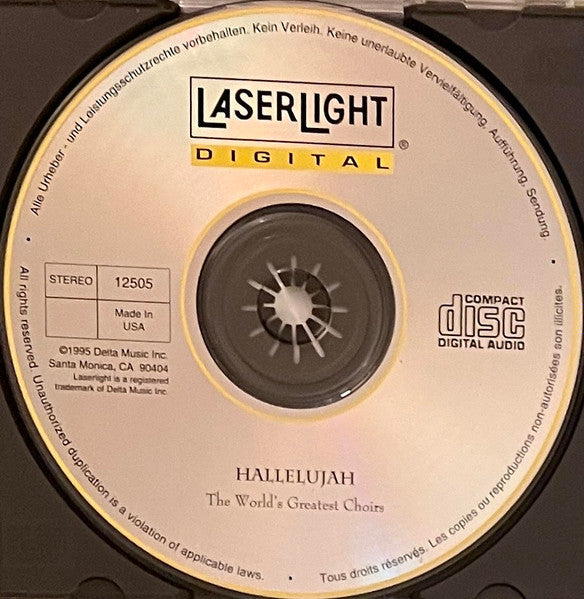 Alle Urheber - und Leistungsschutzrechte vorbehalten. Kein Verleih. Keine unerlaubte Vervielfältigung, Aufführung, Sendung
LASERLIGHT ®
DIGITAL
STEREO 12505
Made In
USA
©1995 Delta Music Inc.
Santa Monica, CA 90404
Laserlight is a registered
trademark of Delta Music Inc.
COMPACT
disc
DIGITAL AUDIO
HALLELUJAH
The World's Greatest Choirs
• All rights reserved. Unauthorized duplication is a violation of applicable laws. •
Tous droits réservés. Les copies ou reproductions non-autorisées son illicites. •